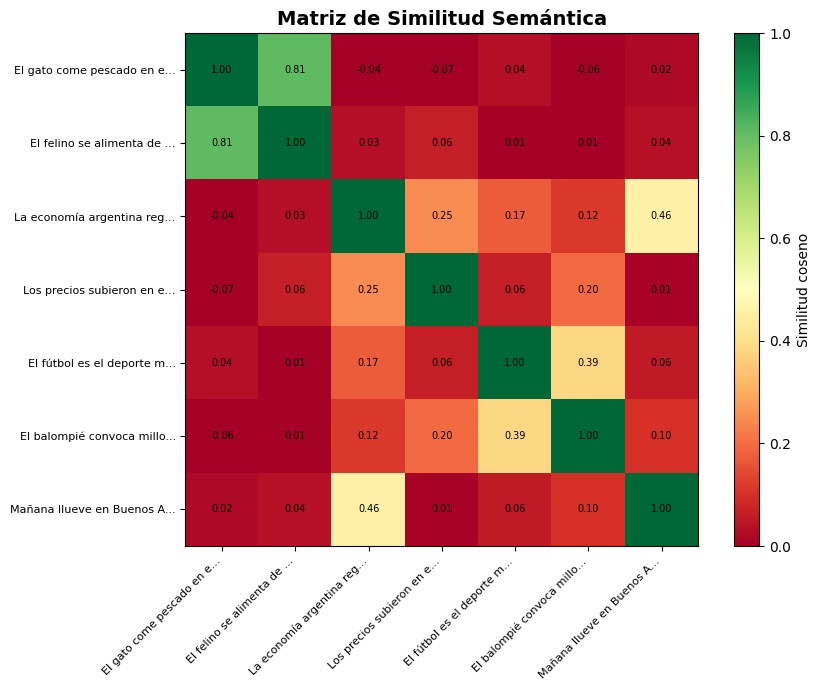 Matriz de Similitud Semántica
El gato come pescado en e...
1.00 0.81 -0.04 -0.07 0.04 -0.06 0.02
El felino se alimenta de ...
0.81 1.00 0.03 0.06 0.01 0.01 0.04
La economía argentina reg...
-0.04 0.03 1.00 0.25 0.17 0.12 0.46
Los precios subieron en e...
-0.07 0.06 0.25 1.00 0.06 0.20 0.01
El fútbol es el deporte m...
0.04 0.01 0.17 0.06 1.00 0.39 0.06
El balompié convoca millo...
-0.06 0.01 0.12 0.20 0.39 1.00 0.10
Mañana llueve en Buenos A...
0.02 0.04 0.46 0.01 0.06 0.10 1.00
El gato come pescado en e...
El felino se alimenta de ...
La economía argentina reg...
Los precios subieron en e...
El fútbol es el deporte m...
El balompié convoca millo...
Mañana llueve en Buenos A...
1.0
0.8
0.6
0.4
0.2
0.0
Similitud coseno